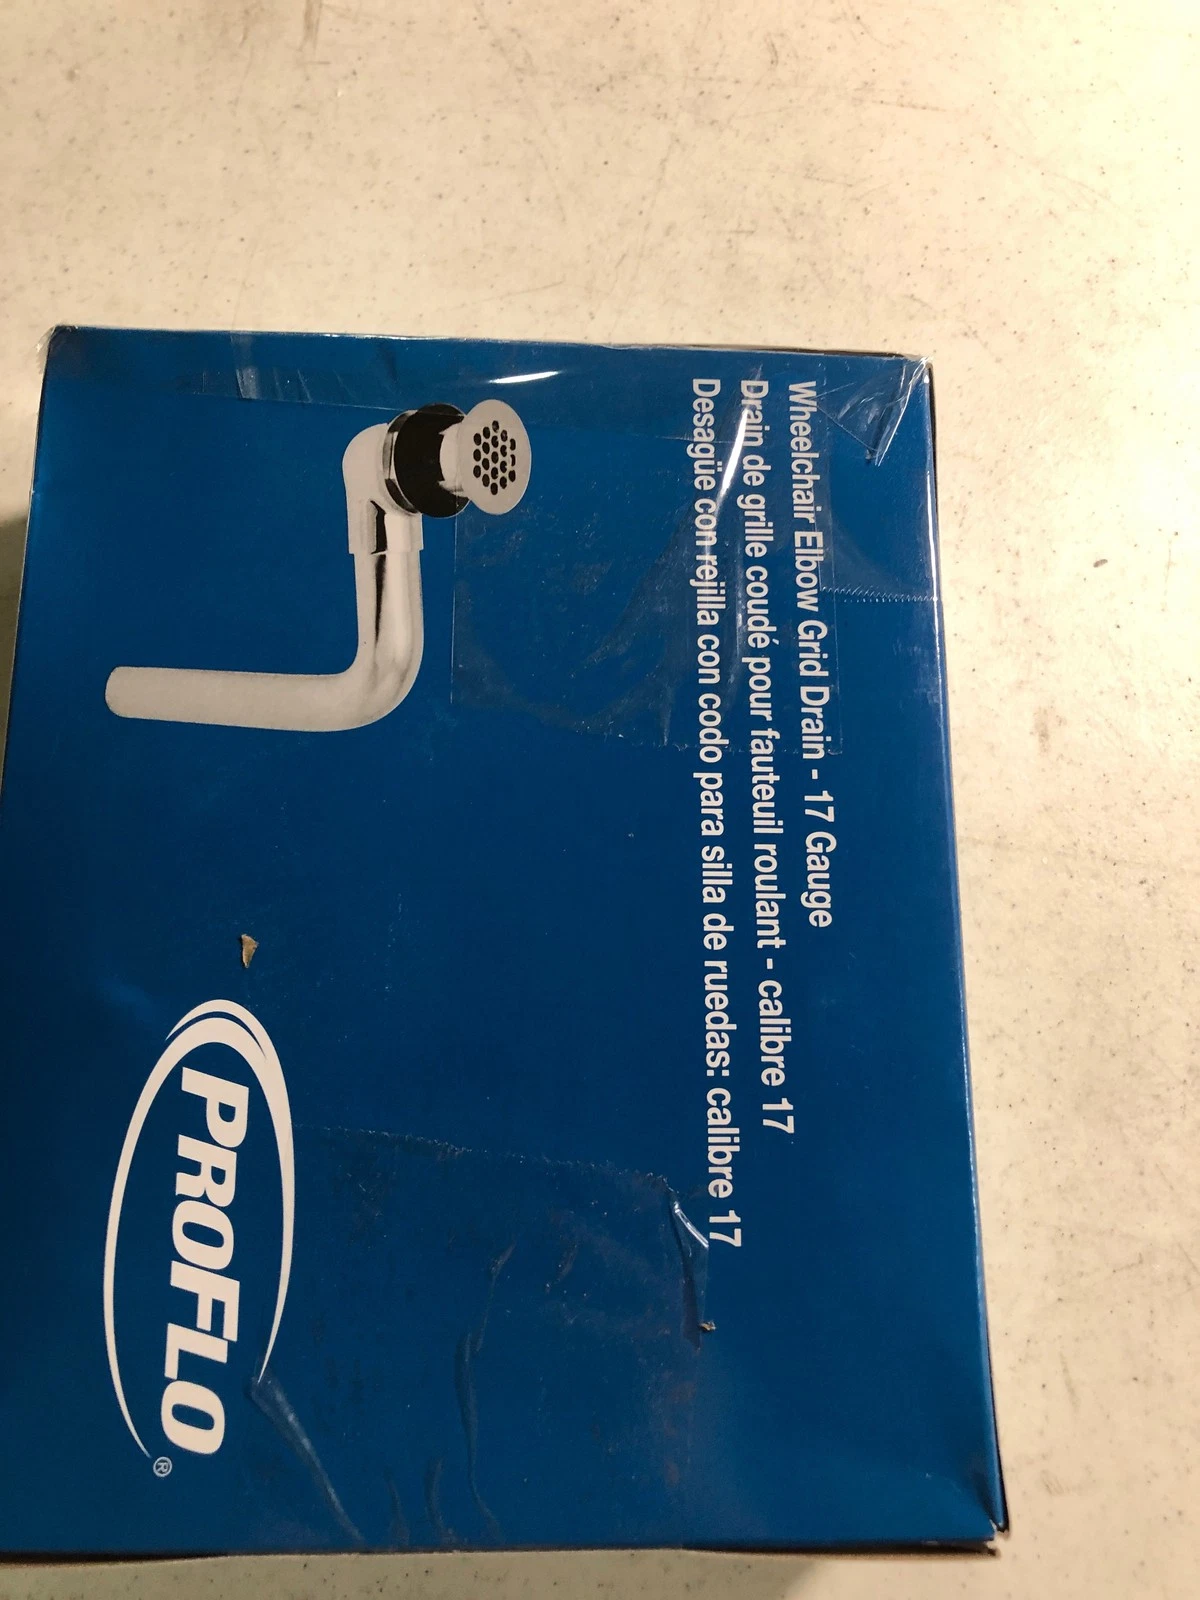 Wheelchair Elbow Grid Drain - 17 Gauge
Drain de grille coudé pour fauteuil roulant - calibre 17
Desagüe con rejilla con codo para silla de ruedas: calibre 17
PROFLO®